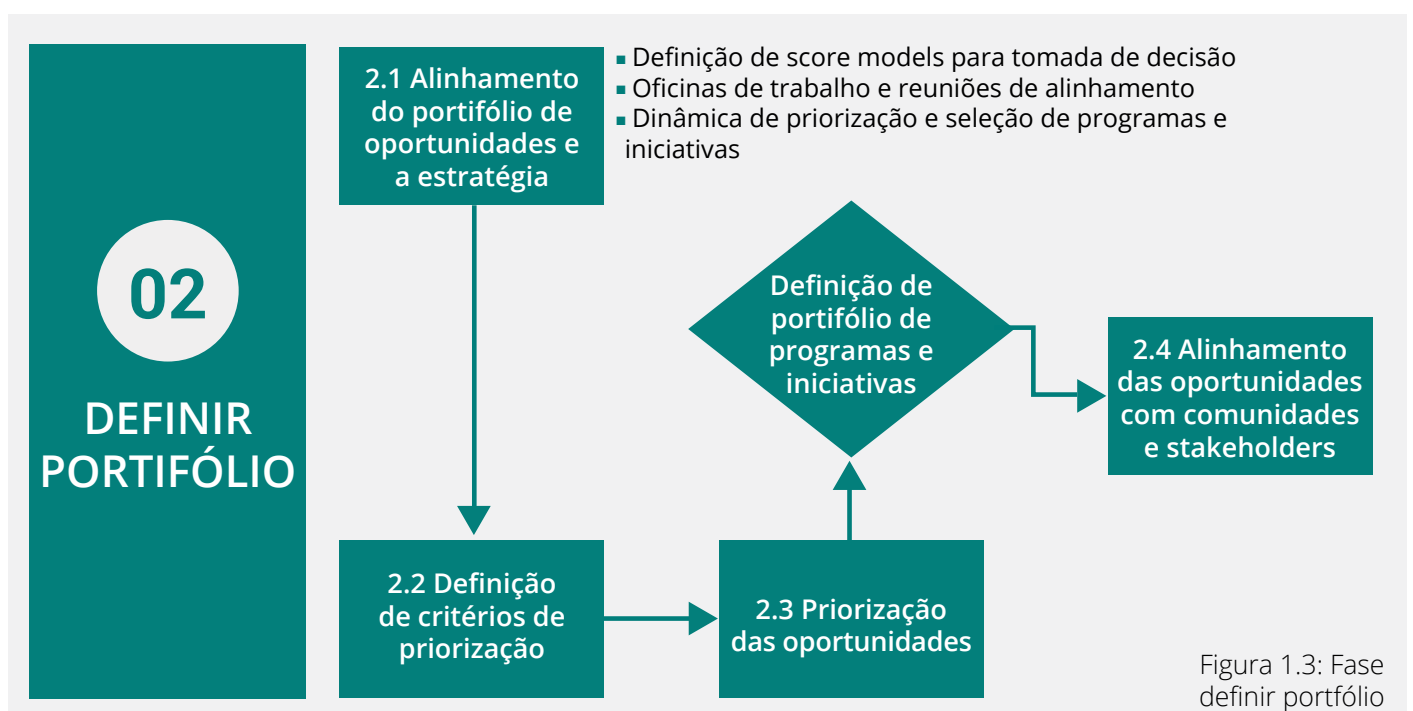 02
DEFINIR
PORTIFÓLIO
2.1 Alinhamento
do portifólio de
oportunidades e
a estratégia
▪ Definição de score models para tomada de decisão
▪ Oficinas de trabalho e reuniões de alinhamento
▪ Dinâmica de priorização e seleção de programas e
iniciativas
2.2 Definição
de critérios de
priorização
2.3 Priorização
das oportunidades
Definição de
portifólio de
programas e
iniciativas
2.4 Alinhamento
das oportunidades
com comunidades
e stakeholders
Figura 1.3: Fase
definir portfólio